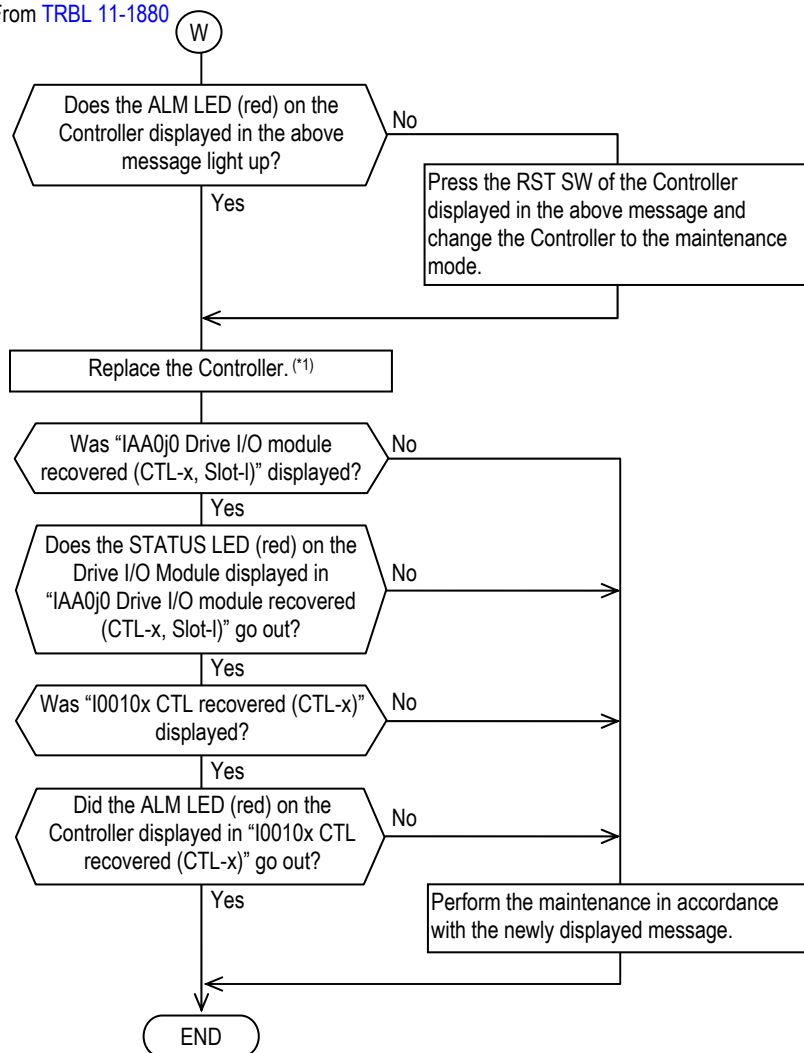 From TRBL 11-1880
W
Does the ALM LED (red) on the
Controller displayed in the above
message light up?
No
Yes
Press the RST SW of the Controller
displayed in the above message and
change the Controller to the maintenance
mode.
Replace the Controller. (*1)
Was “IAA0j0 Drive I/O module
recovered (CTL-x, Slot-l)” displayed?
No
Yes
Does the STATUS LED (red) on the
Drive I/O Module displayed in
“IAA0j0 Drive I/O module recovered
(CTL-x, Slot-l)” go out?
No
Yes
Was “I0010x CTL recovered (CTL-x)”
displayed?
No
Yes
Did the ALM LED (red) on the
Controller displayed in “I0010x CTL
recovered (CTL-x)” go out?
No
Yes
Perform the maintenance in accordance
with the newly displayed message.
END